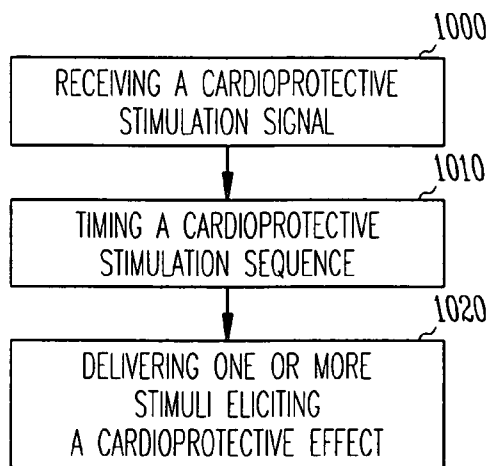 1000
RECEIVING A CARDIOPROTECTIVE
STIMULATION SIGNAL
1010
TIMING A CARDIOPROTECTIVE
STIMULATION SEQUENCE
1020
DELIVERING ONE OR MORE
STIMULI ELICITING
A CARDIOPROTECTIVE EFFECT